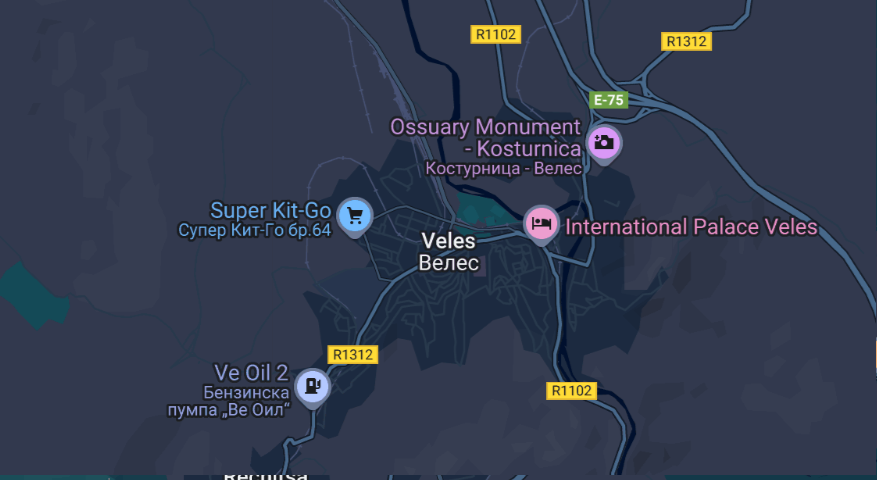 R1102
R1312
E-75
Ossuary Monument
- Kosturnica
Костурница - Велес
Super Kit-Go
Супер Кит-Го бр.64
International Palace Veles
Veles
Велес
R1312
Ve Oil 2
Бензинска
пумпа „Ве Оил“
R1102